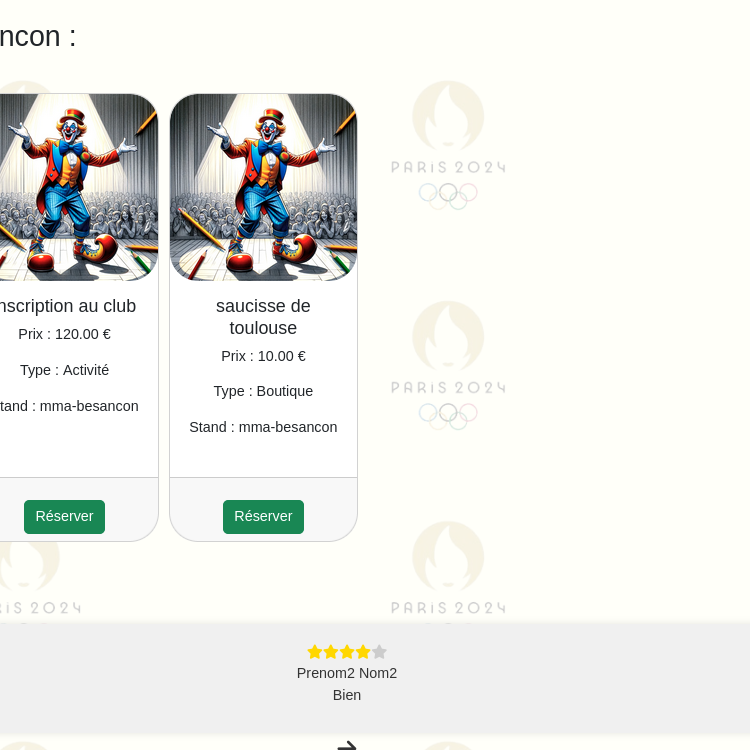 ncon :
nscription au club
Prix : 120.00 €
Type : Activité
tand : mma-besancon
Réserver
saucisse de
toulouse
Prix : 10.00 €
Type : Boutique
Stand : mma-besancon
Réserver
PARIS 2024
PARIS 2024
RIS 2024
PARIS 2024
Prenom2 Nom2
Bien